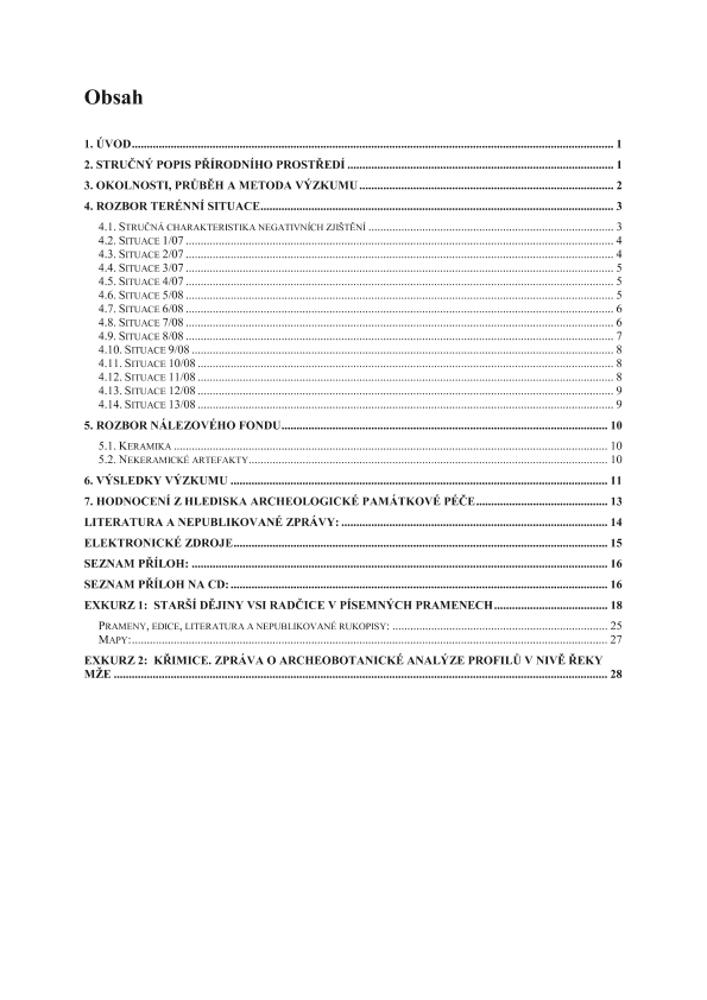 Obsah
1. ÚVOD 1
2. STRUČNÝ POPIS PŘÍRODNÍHO PROSTŘEDÍ 1
3. OKOLNOSTI, PRŮBĚH A METODA VÝZKUMU 2
4. ROZBOR TERÉNNÍ SITUACE 3
4.1. STRUČNÁ CHARAKTERISTIKA NEGATIVNÍCH ZJIŠTĚNÍ 3
4.2. SITUACE 1/07 4
4.3. SITUACE 2/07 4
4.4. SITUACE 3/07 5
4.5. SITUACE 4/07 5
4.6. SITUACE 5/08 5
4.7. SITUACE 6/08 6
4.8. SITUACE 7/08 6
4.9. SITUACE 8/08 7
4.10. SITUACE 9/08 8
4.11. SITUACE 10/08 8
4.12. SITUACE 11/08 8
4.13. SITUACE 12/08 9
4.14. SITUACE 13/08 9
5. ROZBOR NÁLEZOVÉHO FONDU 10
5.1. KERAMIKA 10
5.2. NEKERAMICKÉ ARTEFAKTY 10
6. VÝSLEDKY VÝZKUMU 11
7. HODNOCENÍ Z HLEDISKA ARCHEOLOGICKÉ PAMÁTKOVÉ PÉČE 13
LITERATURA A NEPUBLIKOVANÉ ZPRÁVY: 14
ELEKTRONICKÉ ZDROJE 15
SEZNAM PŘÍLOH: 16
SEZNAM PŘÍLOH NA CD: 16
EXKURZ 1: STARŠÍ DĚJINY VSI RADČICE V PÍSEMNÝCH PRAMENECH 18
PRAMENY, EDICE, LITERATURA A NEPUBLIKOVANÉ RUKOPISY: 25
MAPY: 27
EXKURZ 2: KŘIMICE. ZPRÁVA O ARCHEOBOTANICKÉ ANALÝZE PROFILŮ V NIVĚ ŘEKY
MŽE 28